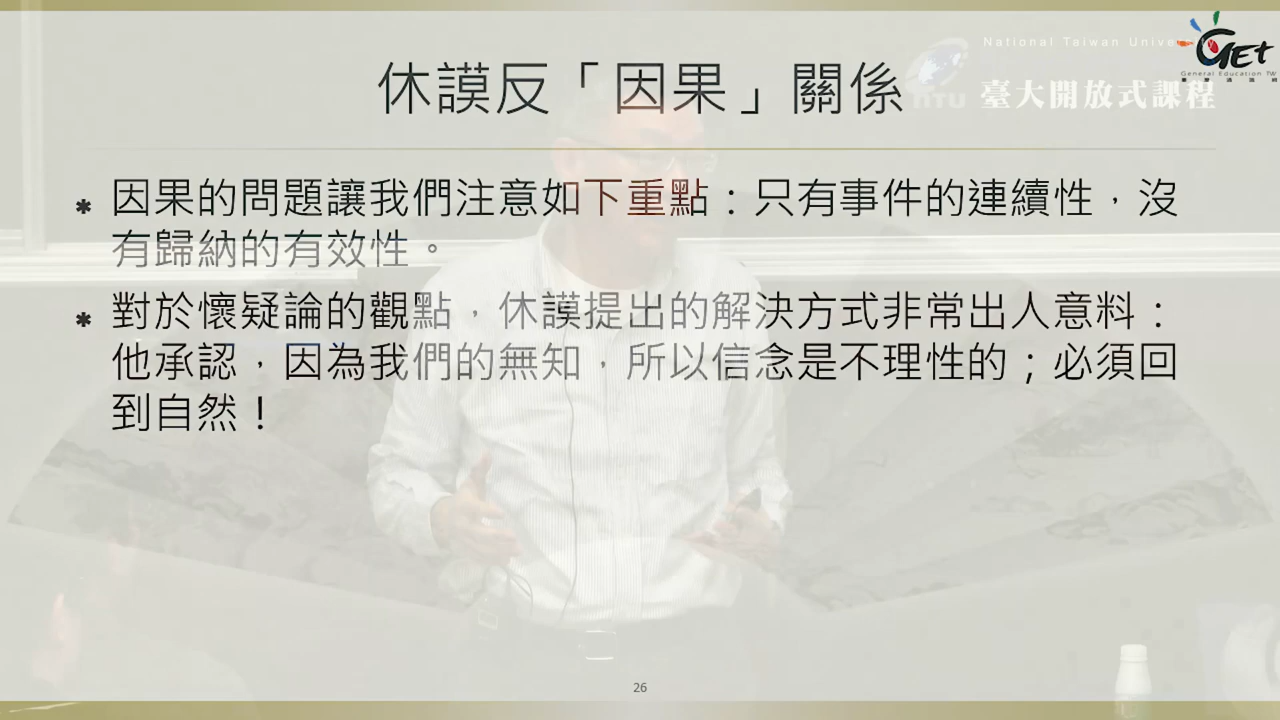 National Taiwan University
GEt
General Education TW
NTU 臺大開放式課程
休謨反「因果」關係
* 因果的問題讓我們注意如下重點：只有事件的連續性，沒
有歸納的有效性。
* 對於懷疑論的觀點，休謨提出的解決方式非常出人意料：
他承認，因為我們的無知，所以信念是不理性的；必須回
到自然！
26